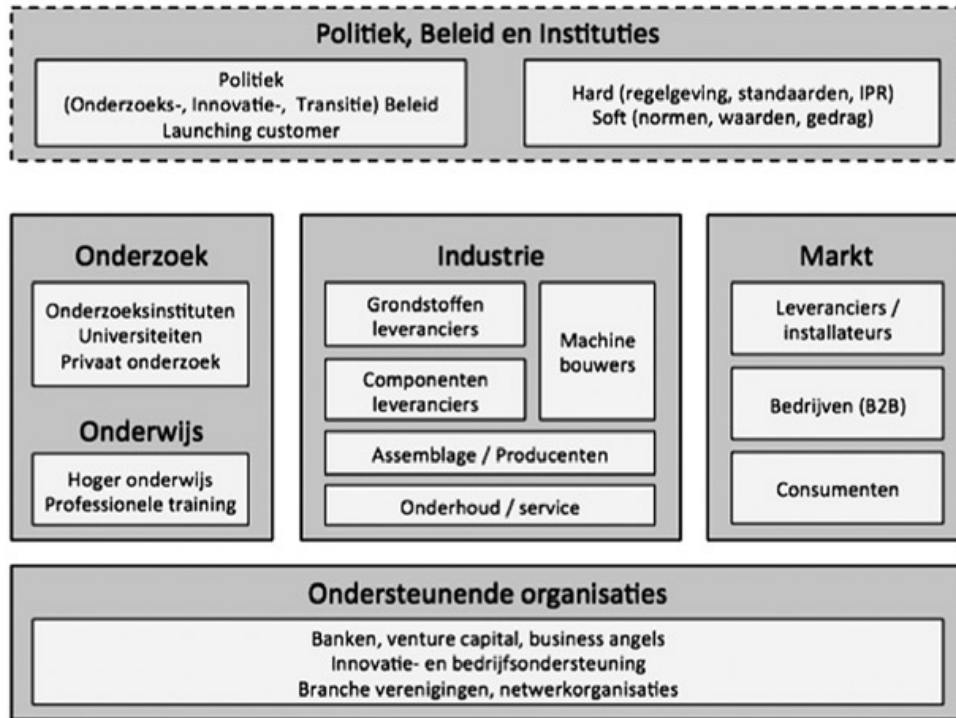 Politiek, Beleid en Instituties
Politiek
(Onderzoeks-, Innovatie-, Transitie) Beleid
Launching customer
Hard (regelgeving, standaarden, IPR)
Soft (normen, waarden, gedrag)
Onderzoek
Onderzoeksinstituten
Universiteiten
Privaat onderzoek
Onderwijs
Hoger onderwijs
Professionele training
Industrie
Grondstoffen
leveranciers
Componenten
leveranciers
Machine
bouwers
Assemblage / Producenten
Onderhoud / service
Markt
Leveranciers /
installateurs
Bedrijven (B2B)
Consumenten
Ondersteunende organisaties
Banken, venture capital, business angels
Innovatie- en bedrijfsondersteuning
Branche verenigingen, netwerkorganisaties